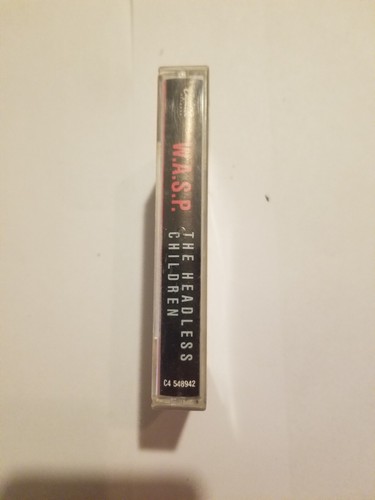 W.A.S.P.
THE HEADLESS
CHILDREN
C4 548942